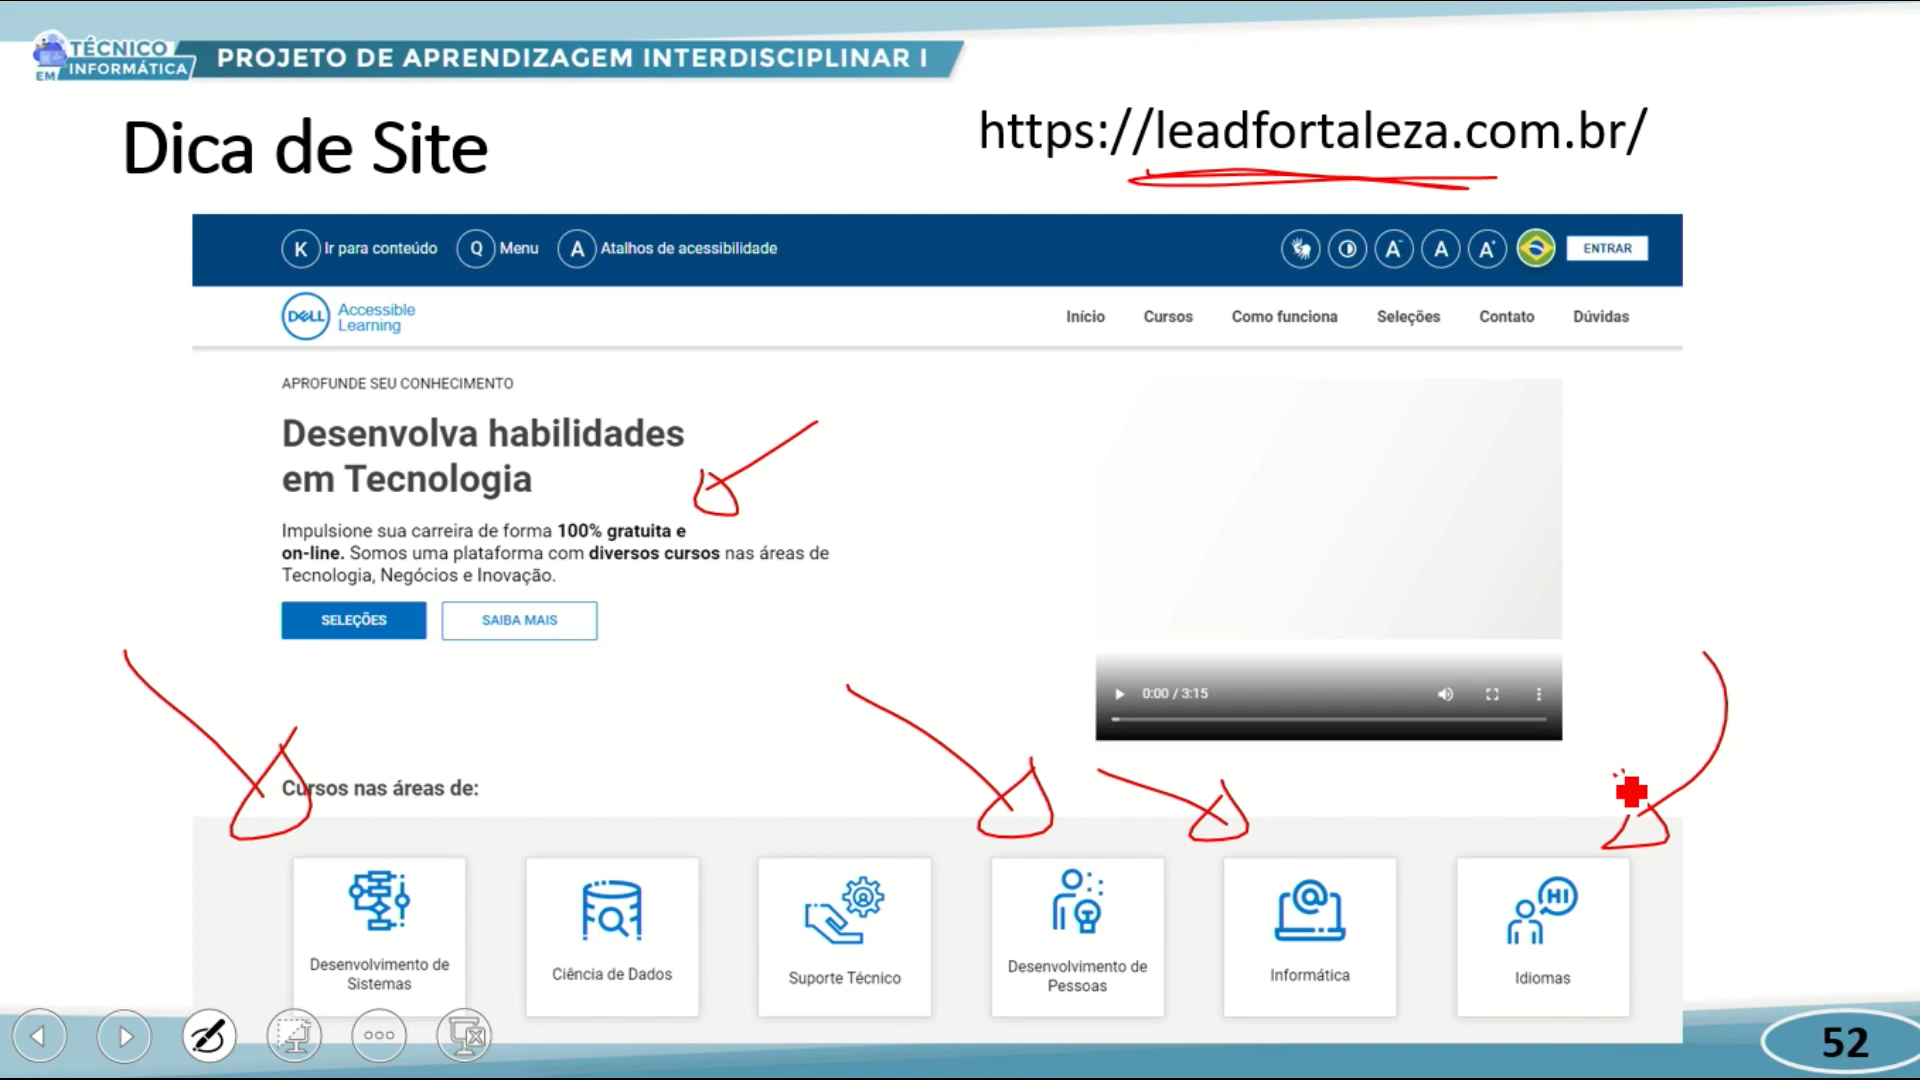 TÉCNICO
EM INFORMÁTICA
PROJETO DE APRENDIZAGEM INTERDISCIPLINAR I
Dica de Site
https://leadfortaleza.com.br/
K Ir para conteúdo Q Menu A Atalhos de acessibilidade
A- A A+ ENTRAR
DELL Accessible
Learning
Início Cursos Como funciona Seleções Contato Dúvidas
APROFUNDE SEU CONHECIMENTO
Desenvolva habilidades
em Tecnologia
Impulsione sua carreira de forma 100% gratuita e
on-line. Somos uma plataforma com diversos cursos nas áreas de
Tecnologia, Negócios e Inovação.
SELEÇÕES SAIBA MAIS
0:00 / 3:15
Cursos nas áreas de:
HI
Desenvolvimento de
Sistemas
Ciência de Dados
Suporte Técnico
Desenvolvimento de
Pessoas
@
Informática
Idiomas
52